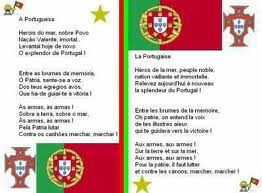 A Portuguesa
Heróis do mar, nobre Povo
Nação Valente, imortal,
Levantai hoje de novo
O esplendor de Portugal !
Entre as brumas da memória,
Ó Pátria, sente-se a voz
Dos teus egrégios avós,
Que há-de guiar-te à vitória !
Às armas, às armas !
Sobre a terra, sobre o mar,
Às armas, às armas !
Pela Pátria lutar
Contra os canhões marchar, marchar !
La Portugaise
Héros de la mer, peuple noble,
nation vaillante et immortelle.
Relevez aujourd'hui à nouveau
la splendeur du Portugal !
Entre les brumes de la mémoire,
Oh patrie, on entend la voix
de tes illustres aïeux
qui te guidera vers la victoire !
Aux armes, aux armes !
Sur la terre et sur la mer,
Aux armes, aux armes !
Pour la patrie, il faut lutter
et contre les canons, marcher, marcher !